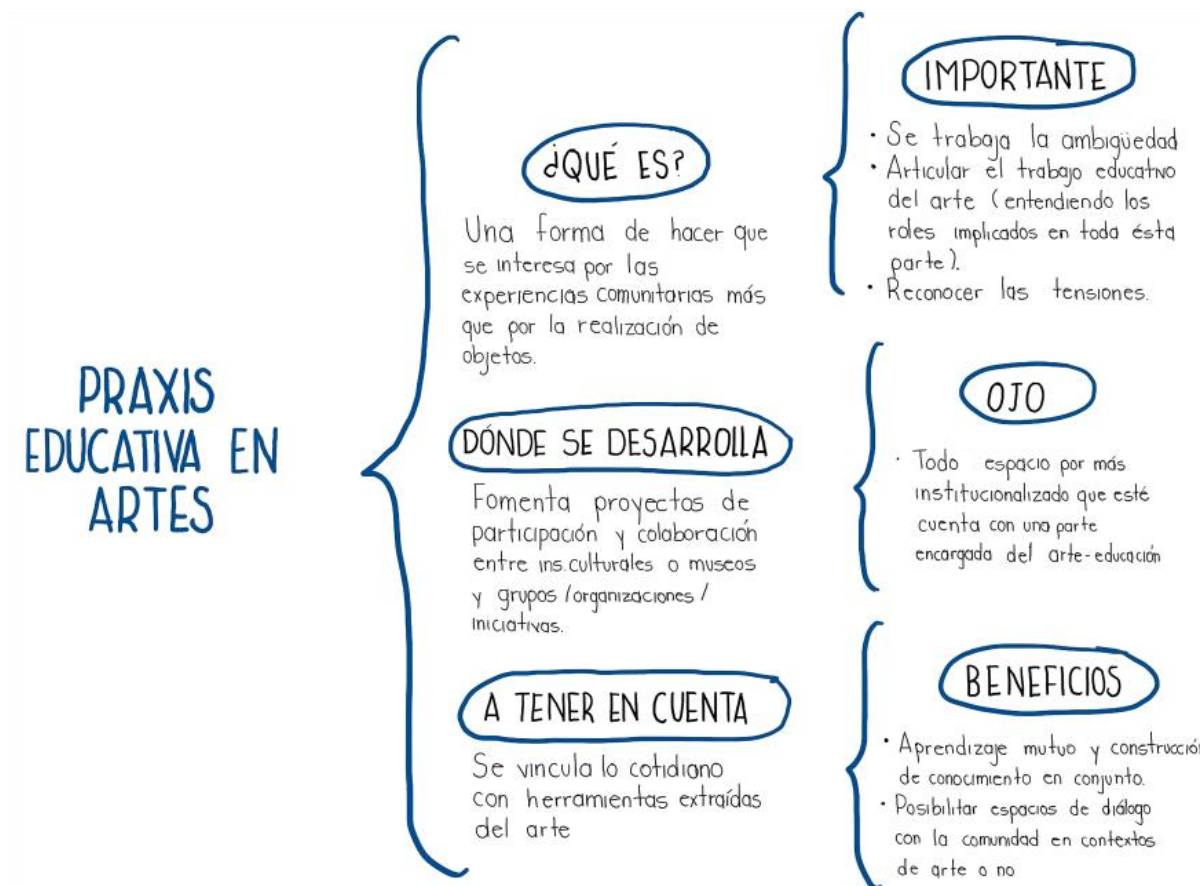 PRAXIS
EDUCATIVA EN
ARTES
¿QUÉ ES?
Una forma de hacer que
se interesa por las
experiencias comunitarias más
que por la realización de
objetos.
IMPORTANTE
· Se trabaja la ambigüedad
· Articular el trabajo educativo
del arte (entendiendo los
roles implicados en toda ésta
parte).
· Reconocer las tensiones.
DÓNDE SE DESARROLLA
Fomenta proyectos de
participación y colaboración
entre ins.culturales o museos
y grupos /organizaciones /
iniciativas.
OJO
· Todo espacio por más
institucionalizado que esté
cuenta con una parte
encargada del arte-educación
A TENER EN CUENTA
Se vincula lo cotidiano
con herramientas extraídas
del arte
BENEFICIOS
· Aprendizaje mutuo y construcción
de conocimiento en conjunto.
· Posibilitar espacios de diálogo
con la comunidad en contextos
de arte o no